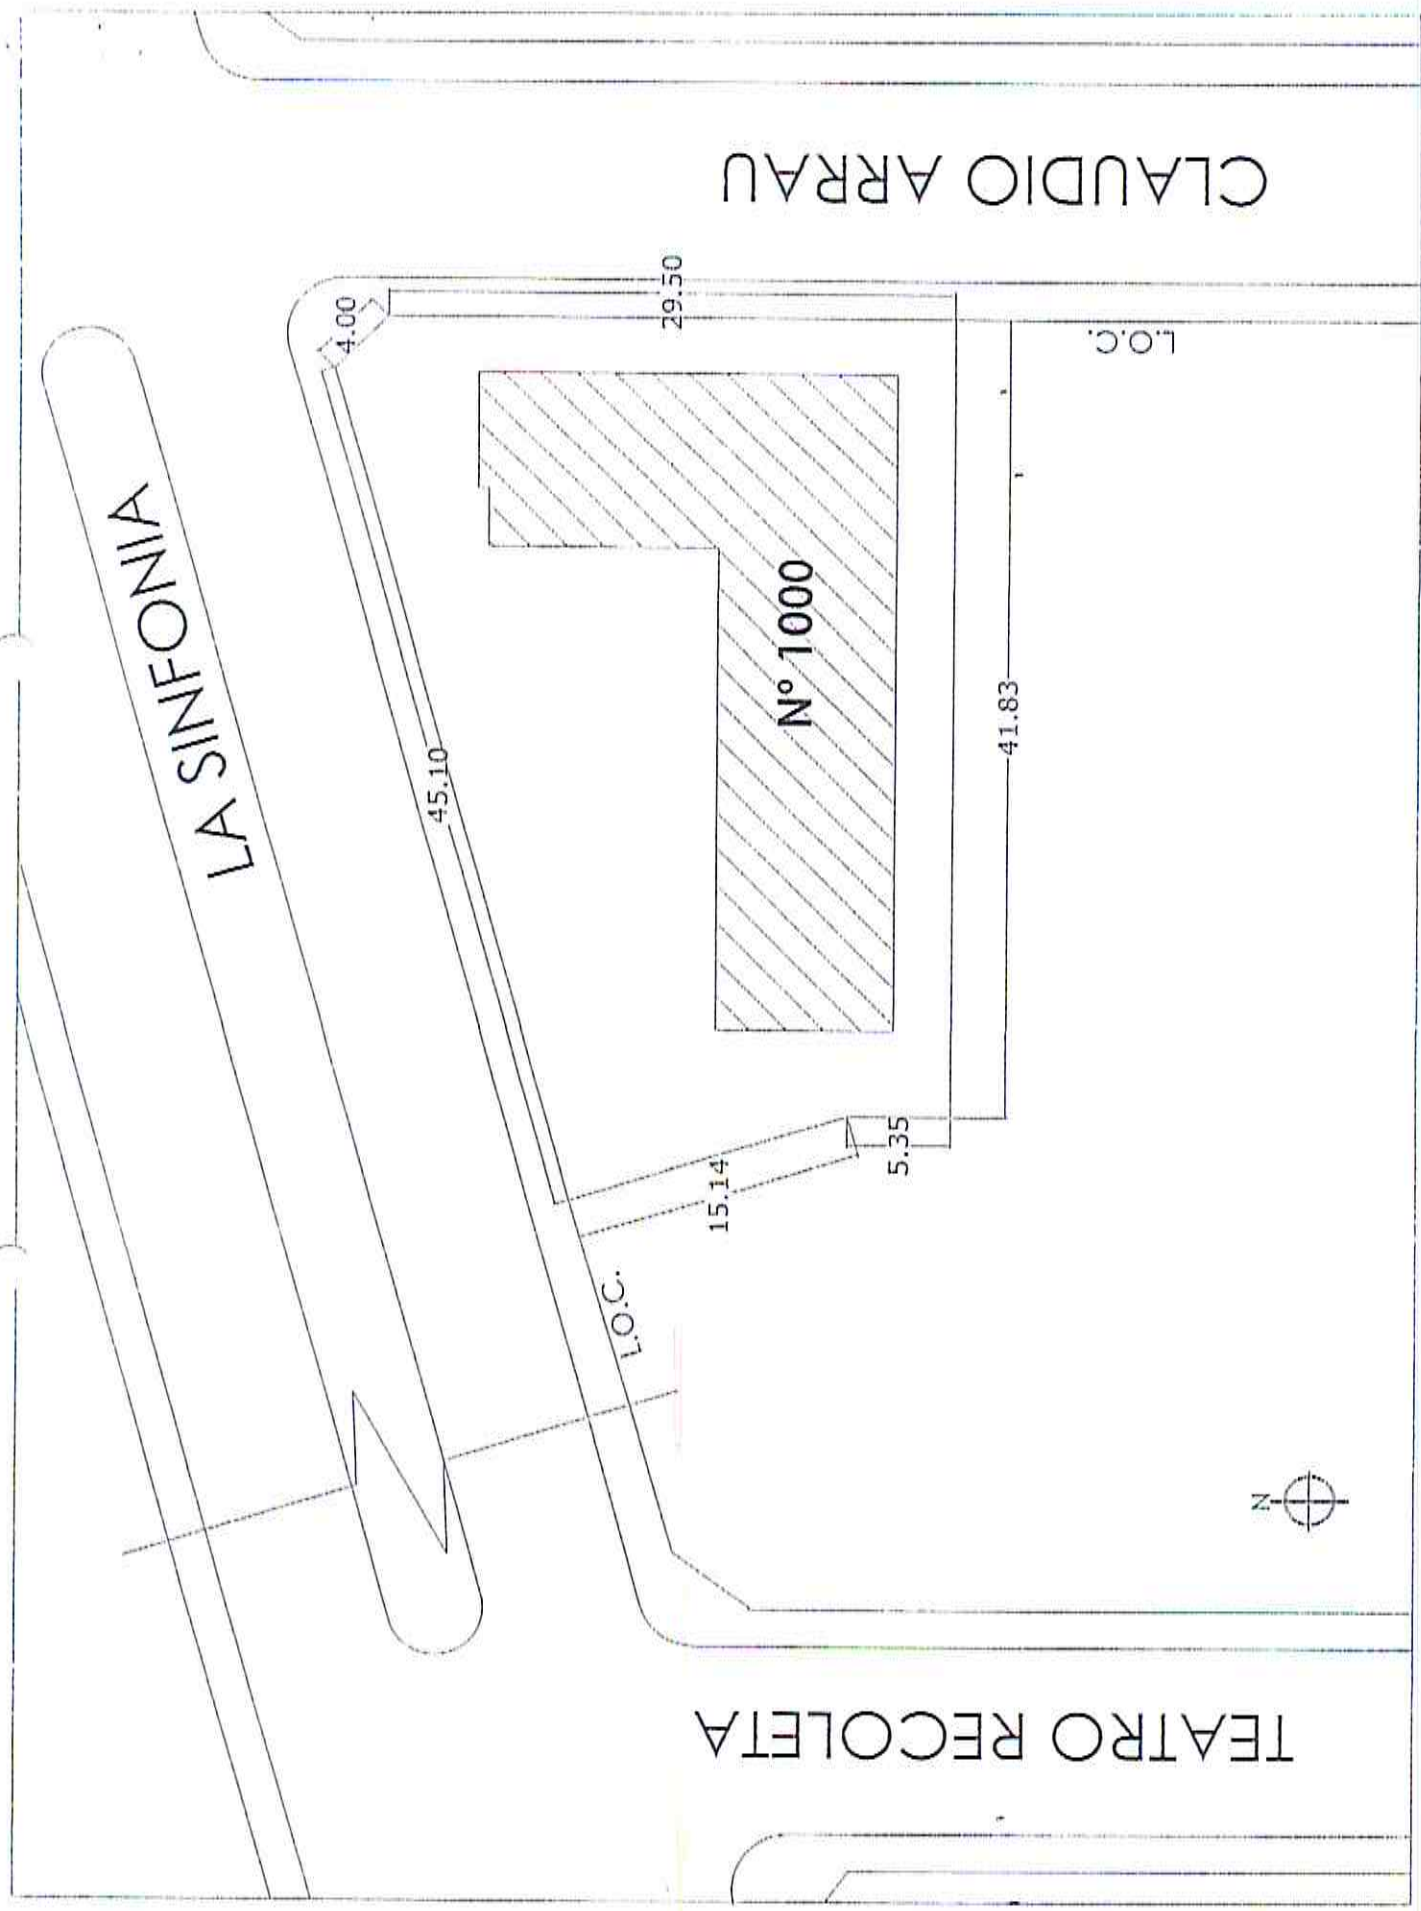 LA SINFONIA
CLAUDIO ARRAU
4.00
29.50
45.10
Nº 1000
L.O.C.
41.83
15.14
5.35
L.O.C.
N
TEATRO RECOLETA